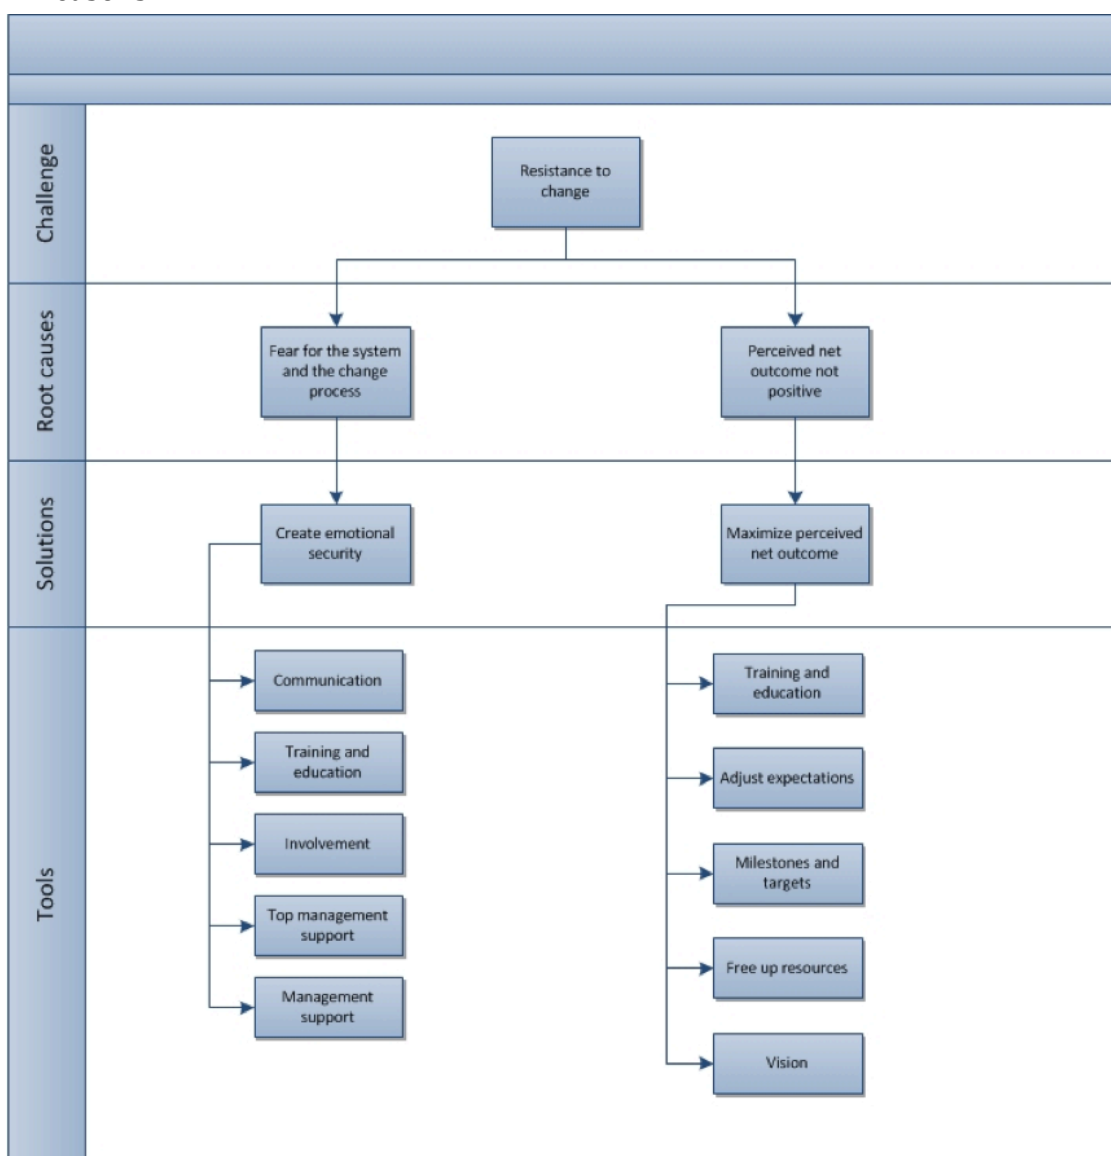 Challenge
Resistance to
change
Root causes
Fear for the system
and the change
process
Perceived net
outcome not
positive
Solutions
Create emotional
security
Maximize perceived
net outcome
Tools
Communication
Training and
education
Involvement
Top management
support
Management
support
Training and
education
Adjust expectations
Milestones and
targets
Free up resources
Vision